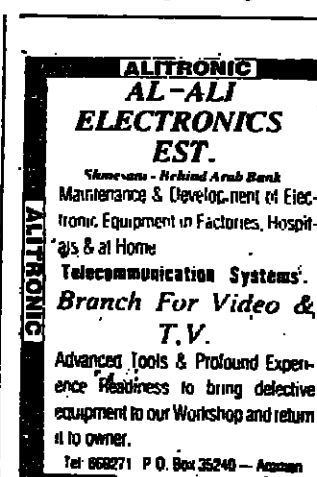 ALITRONIC
AL-ALI
ELECTRONICS
EST.
Shmesani - Behind Arab Bank
Maintenance & Development of Elec-
tronic Equipment in Factories, Hospit-
als & at Home
Telecommunication Systems.
Branch For Video &
T.V.
Advanced Tools & Profound Experi-
ence Readiness to bring defective
equipment to our Workshop and return
it to owner.
Tel: 668271 P.O. Box 35240 — Amman
ALITRONIC